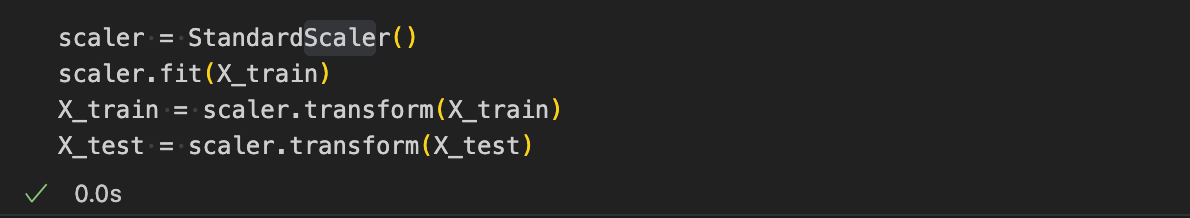 scaler = StandardScaler()
scaler.fit(X_train)
X_train = scaler.transform(X_train)
X_test = scaler.transform(X_test)
0.0s